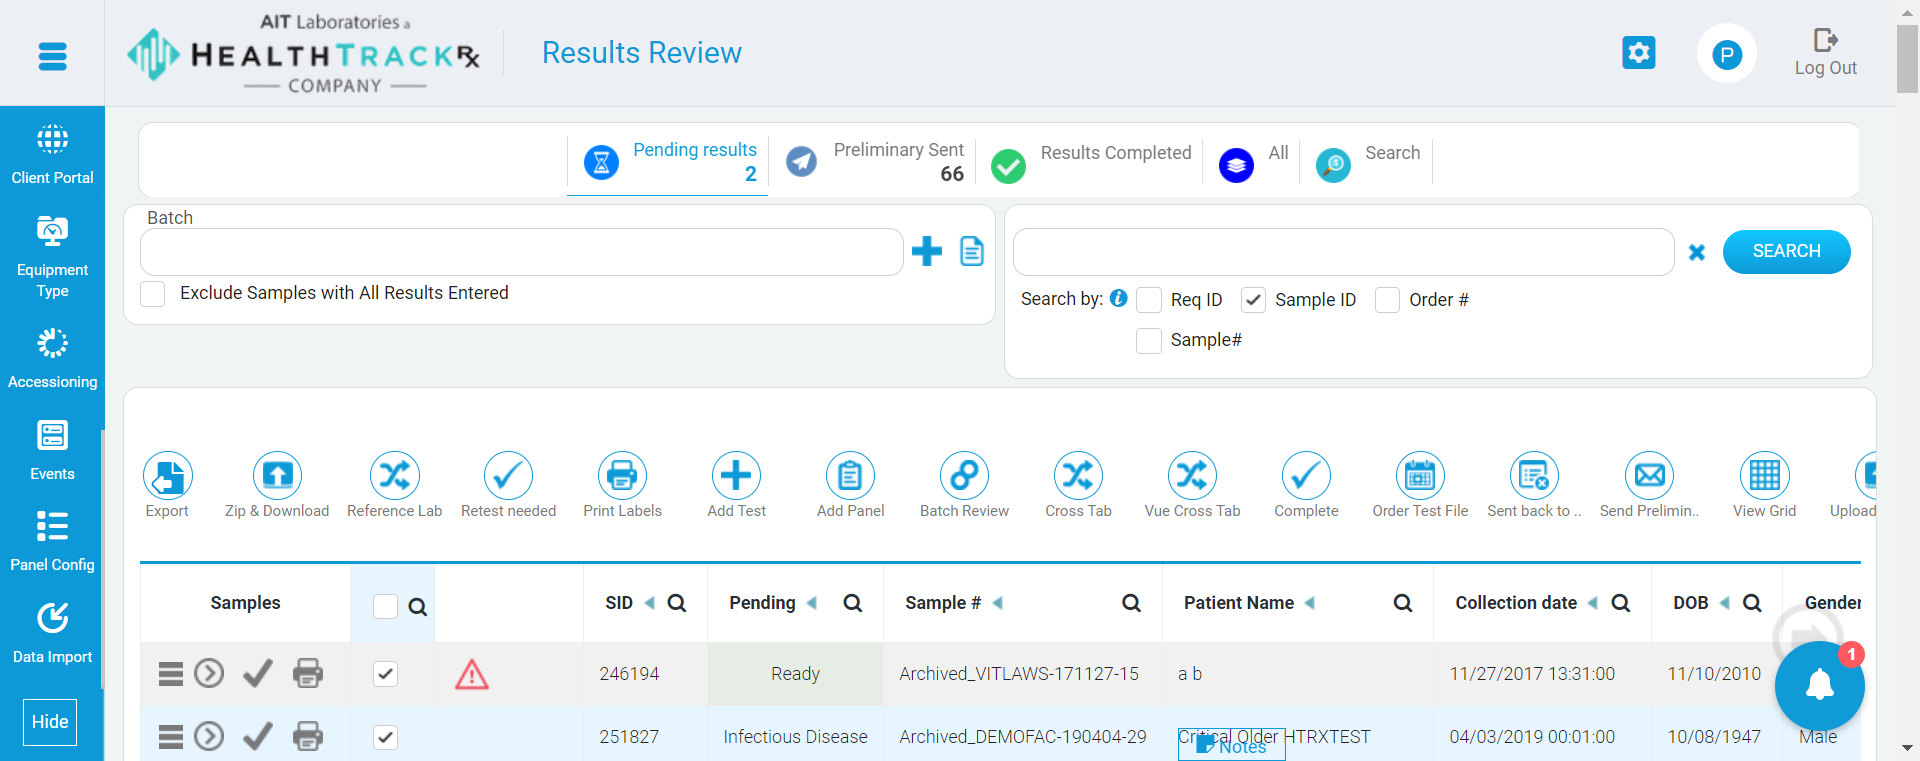 AIT Laboratories a
HEALTHTRACKRx
COMPANY
Results Review
P
Log Out
Client Portal
Equipment
Type
Accessioning
Events
Panel Config
Data Import
Hide
Pending results
2
Preliminary Sent
66
Results Completed
All
Search
Batch
Exclude Samples with All Results Entered
SEARCH
Search by: Req ID Sample ID Order #
Sample#
Export Zip & Download Reference Lab Retest needed Print Labels Add Test Add Panel Batch Review Cross Tab Vue Cross Tab Complete Order Test File Sent back to .. Send Prelimin.. View Grid Upload
Samples SID Pending Sample # Patient Name Collection date DOB Gender
246194 Ready Archived_VITLAWS-171127-15 a b 11/27/2017 13:31:00 11/10/2010
1
251827 Infectious Disease Archived_DEMOFAC-190404-29 Critical Older HTRXTEST 04/03/2019 00:01:00 10/08/1947 Male
Notes